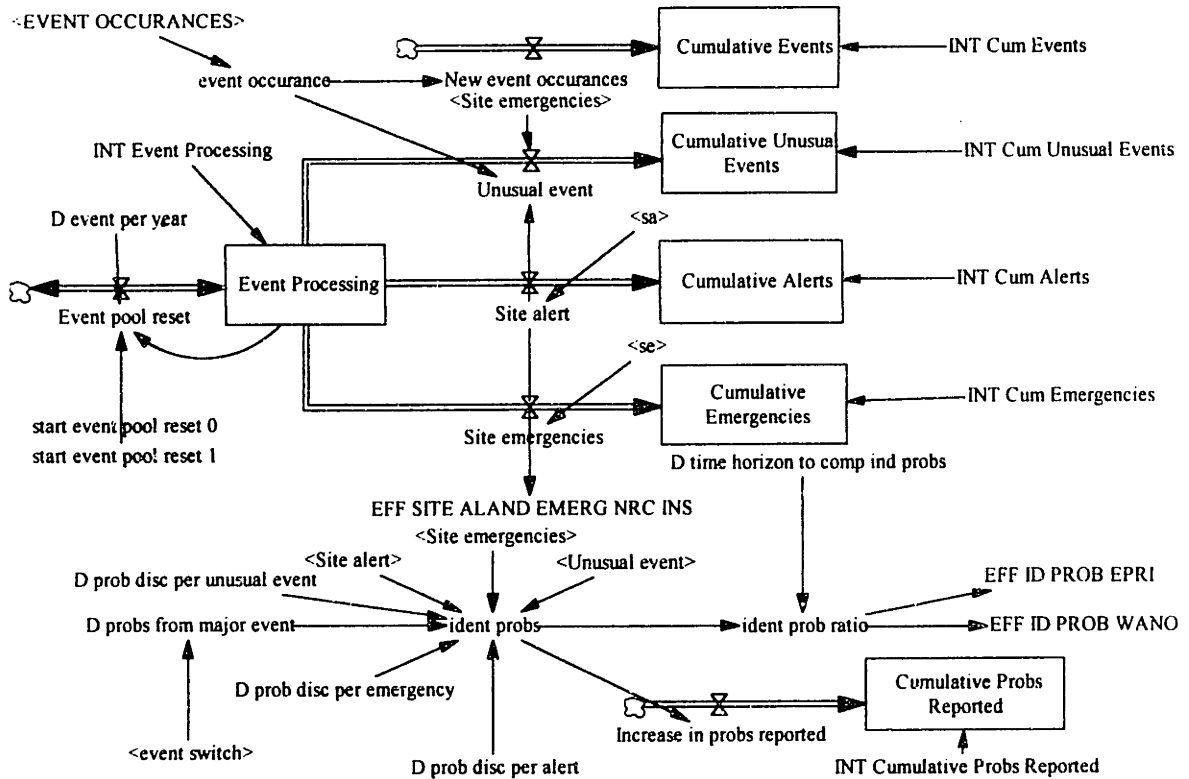 <EVENT OCCURANCES>
Cumulative Events
INT Cum Events
event occurance
New event occurances
<Site emergencies>
INT Event Processing
Cumulative Unusual
Events
INT Cum Unusual Events
Unusual event
D event per year
<sa>
Event Processing
Cumulative Alerts
INT Cum Alerts
Event pool reset
Site alert
<se>
Cumulative
Emergencies
INT Cum Emergencies
start event pool reset 0
start event pool reset 1
Site emergencies
D time horizon to comp ind probs
EFF SITE ALAND EMERG NRC INS
<Site emergencies>
<Site alert>
<Unusual event>
D prob disc per unusual event
EFF ID PROB EPRI
D probs from major event
ident probs
ident prob ratio
EFF ID PROB WANO
D prob disc per emergency
Cumulative Probs
Reported
Increase in probs reported
<event switch>
D prob disc per alert
INT Cumulative Probs Reported